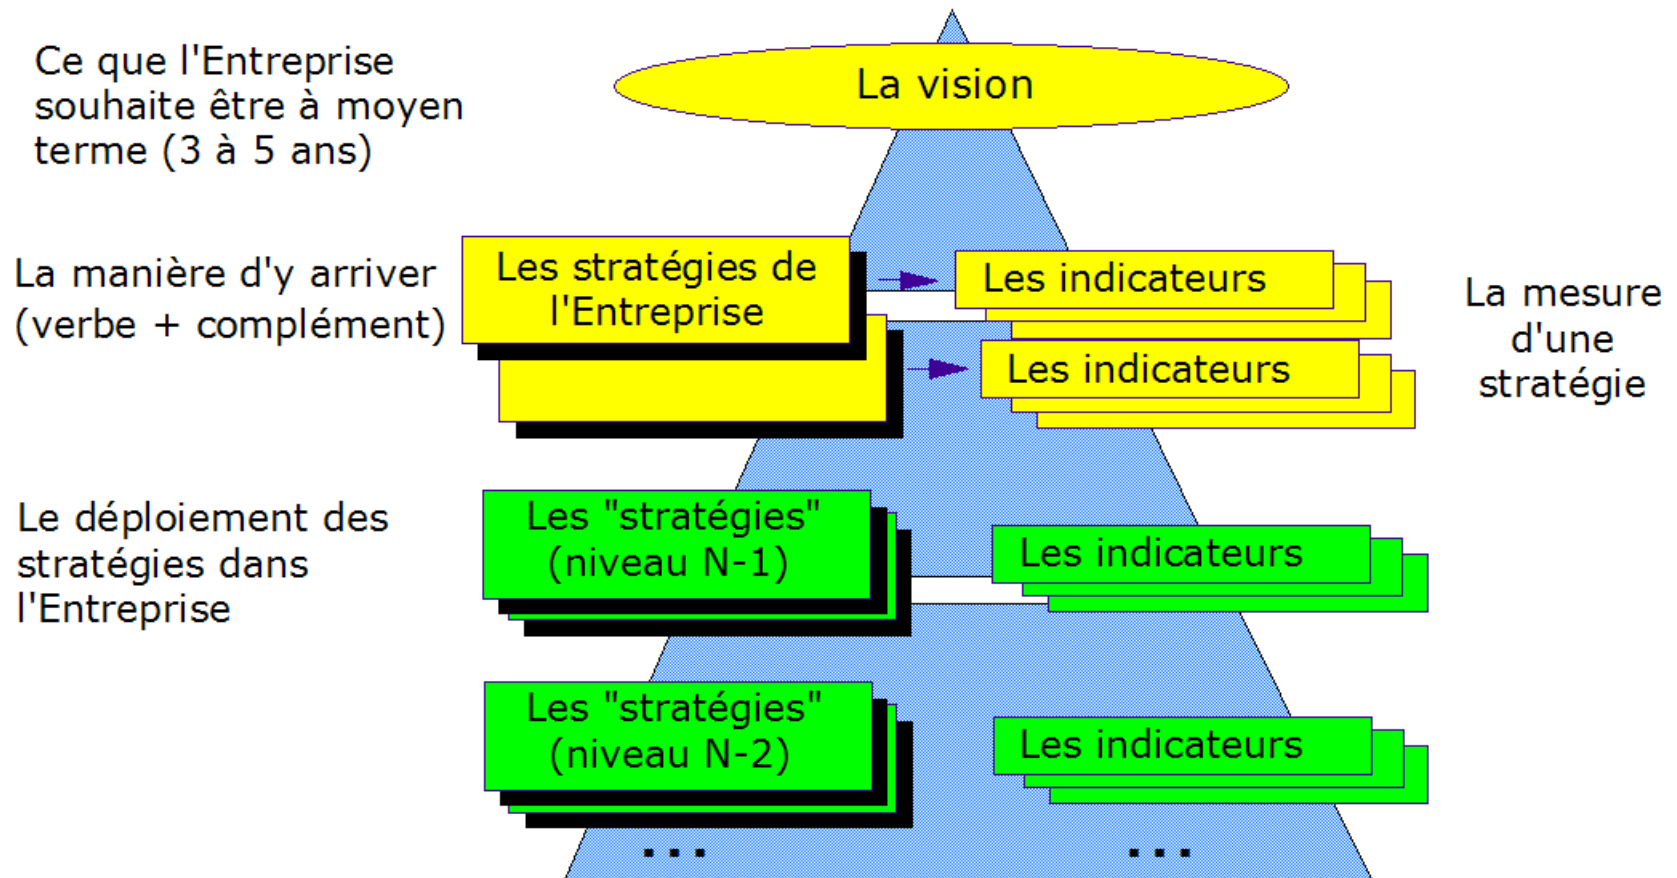 Ce que l'Entreprise
souhaite être à moyen
terme (3 à 5 ans)
La vision
La manière d'y arriver
(verbe + complément)
Les stratégies de
l'Entreprise
Les indicateurs
Les indicateurs
La mesure
d'une
stratégie
Le déploiement des
stratégies dans
l'Entreprise
Les "stratégies"
(niveau N-1)
Les indicateurs
Les "stratégies"
(niveau N-2)
Les indicateurs
...
...